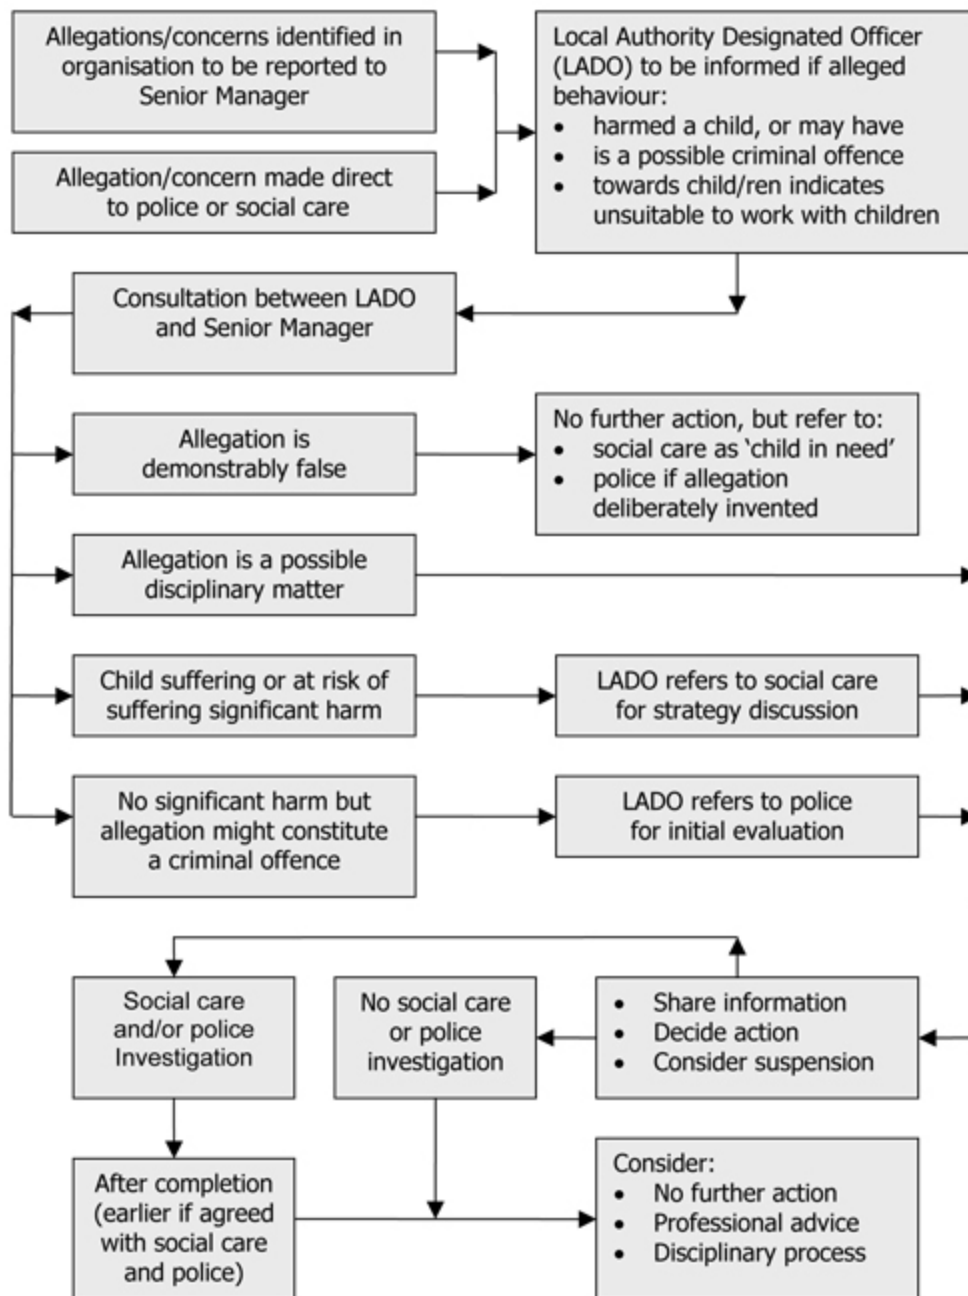 Allegations/concerns identified in
organisation to be reported to
Senior Manager
Allegation/concern made direct
to police or social care
Local Authority Designated Officer
(LADO) to be informed if alleged
behaviour:
• harmed a child, or may have
• is a possible criminal offence
• towards child/ren indicates
unsuitable to work with children
Consultation between LADO
and Senior Manager
Allegation is
demonstrably false
No further action, but refer to:
• social care as ‘child in need’
• police if allegation
deliberately invented
Allegation is a possible
disciplinary matter
Child suffering or at risk of
suffering significant harm
LADO refers to social care
for strategy discussion
No significant harm but
allegation might constitute
a criminal offence
LADO refers to police
for initial evaluation
Social care
and/or police
Investigation
No social care
or police
investigation
• Share information
• Decide action
• Consider suspension
After completion
(earlier if agreed
with social care
and police)
Consider:
• No further action
• Professional advice
• Disciplinary process